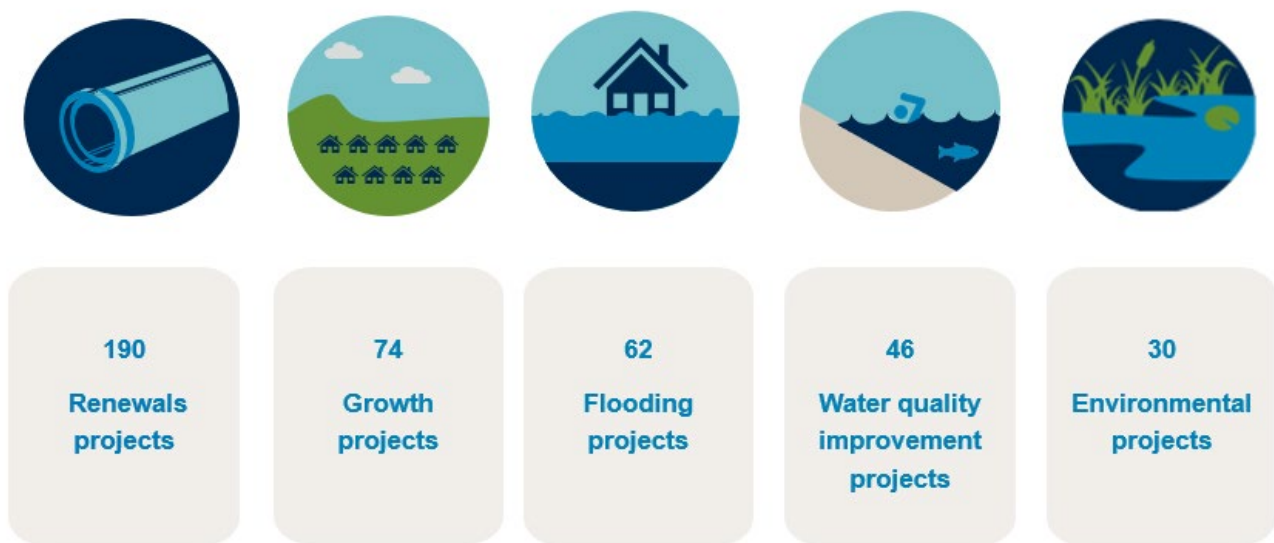 190
Renewals
projects
74
Growth
projects
62
Flooding
projects
46
Water quality
improvement
projects
30
Environmental
projects